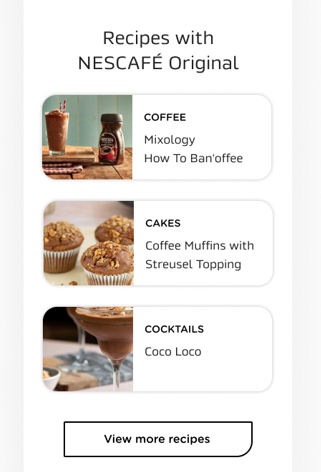 Recipes with
NESCAFÉ Original
COFFEE
Mixology
How To Ban'offee
CAKES
Coffee Muffins with
Streusel Topping
COCKTAILS
Coco Loco
View more recipes